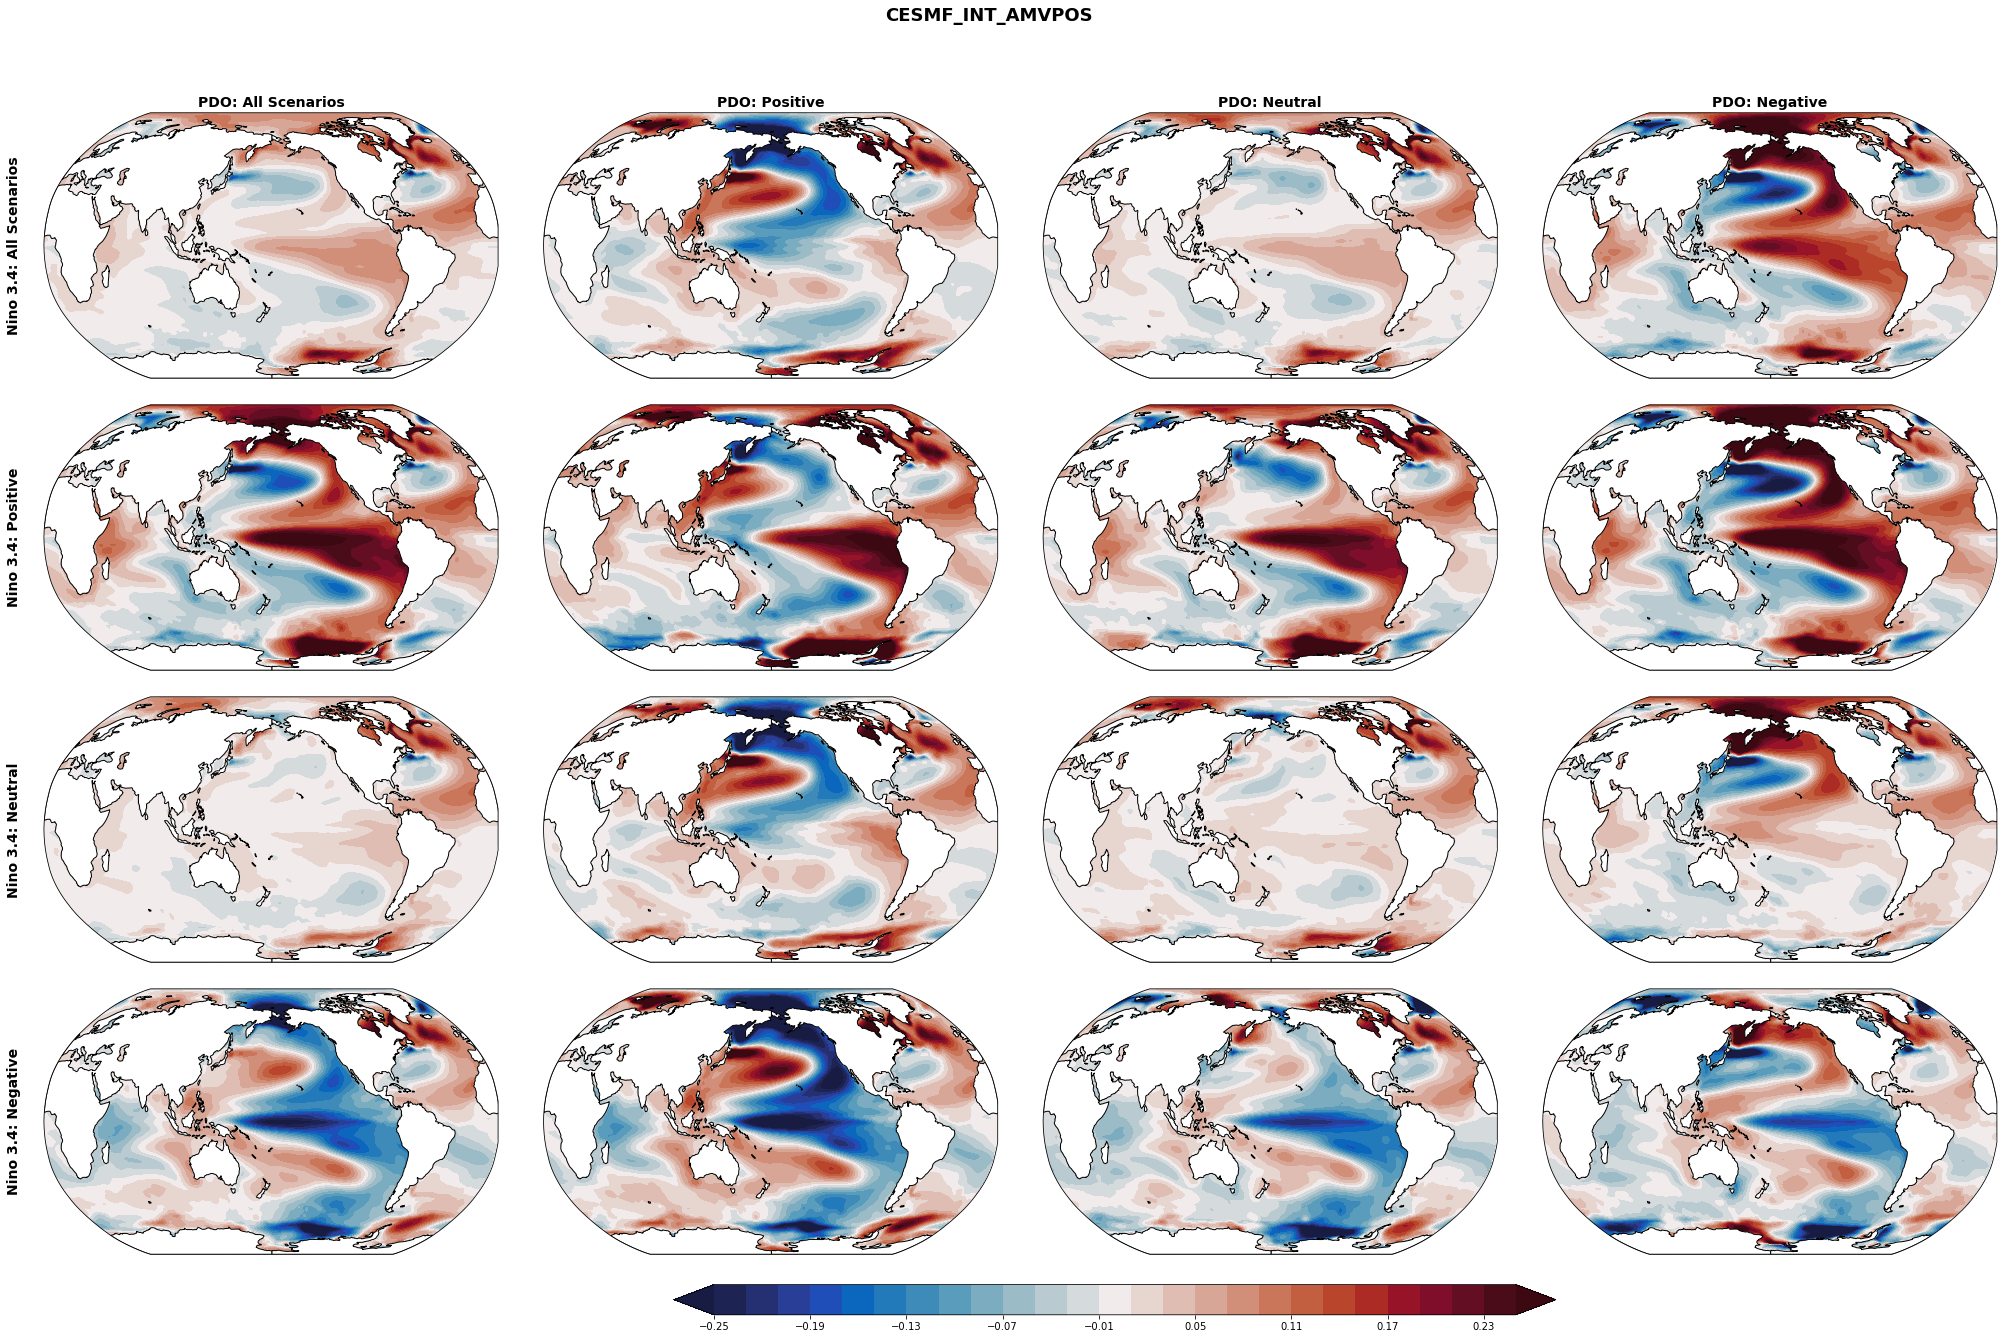 CESMF_INT_AMVPOS
PDO: All Scenarios
PDO: Positive
PDO: Neutral
PDO: Negative
Nino 3.4: All Scenarios
Nino 3.4: Positive
Nino 3.4: Neutral
Nino 3.4: Negative
−0.25
−0.19
−0.13
−0.07
−0.01
0.05
0.11
0.17
0.23